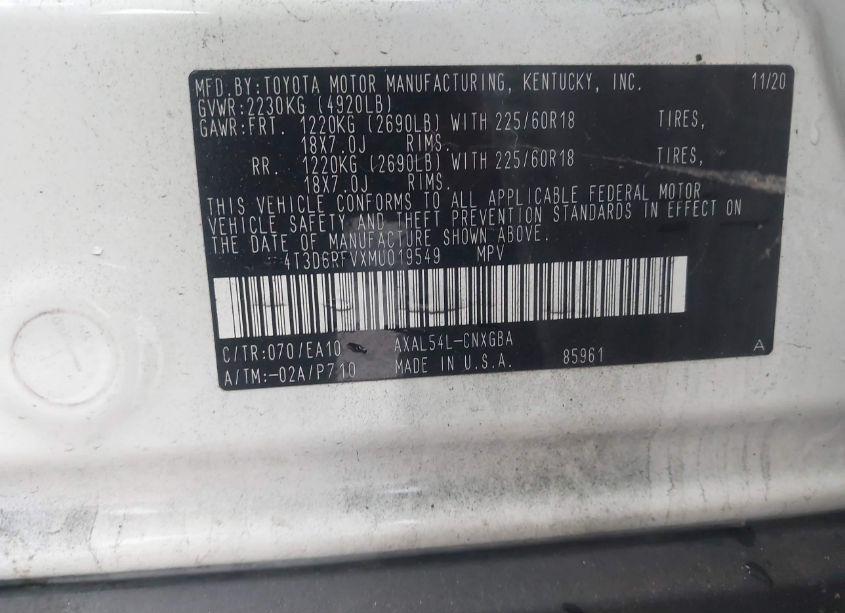 MFD.BY:TOYOTA MOTOR MANUFACTURING, KENTUCKY, INC. 11/20
GVWR:2230KG (4920LB)
GAWR:FRT. 1220KG (2690LB) WITH 225/60R18 TIRES,
18X7.0J RIMS.
RR. 1220KG (2690LB) WITH 225/60R18 TIRES,
18X7.0J RIMS.
THIS VEHICLE CONFORMS TO ALL APPLICABLE FEDERAL MOTOR
VEHICLE SAFETY AND THEFT PREVENTION STANDARDS IN EFFECT ON
THE DATE OF MANUFACTURE SHOWN ABOVE.
4T3D6RFVXMU019549 MPV
C/TR:070/EA10 AXAL54L-CNXGBA A
A/TM:-02A/P710 MADE IN U.S.A. 85961